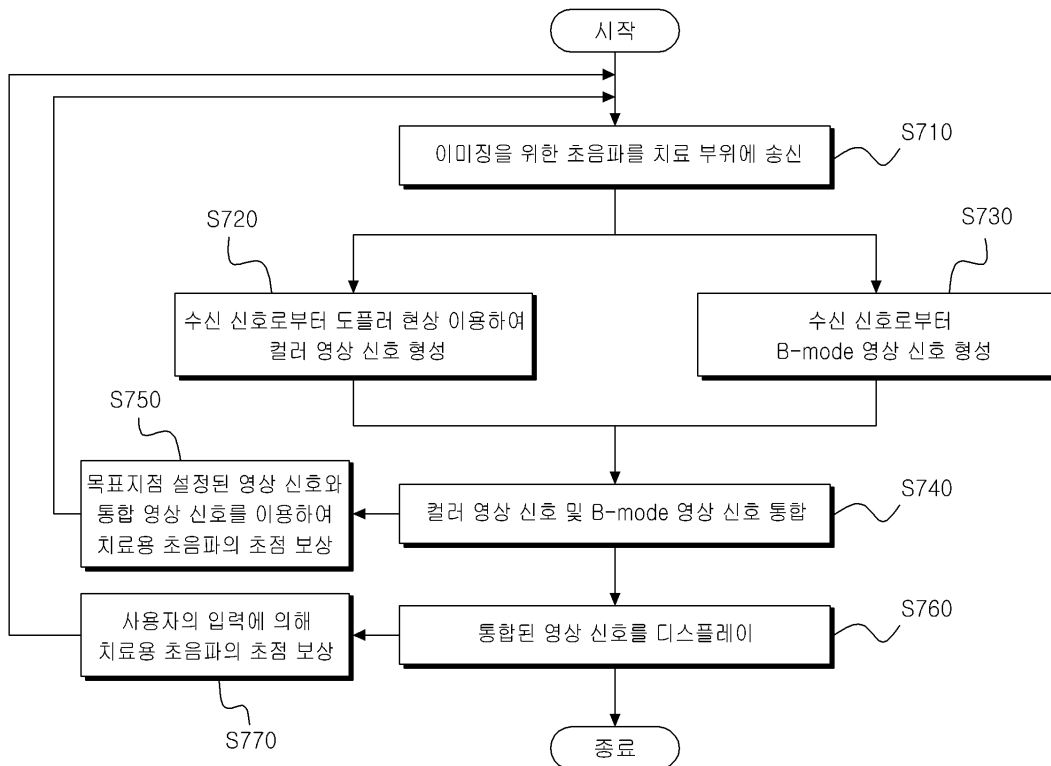 시작
이미징을 위한 초음파를 치료 부위에 송신
S710
S720
S730
수신 신호로부터 도플러 현상 이용하여
컬러 영상 신호 형성
수신 신호로부터
B-mode 영상 신호 형성
S750
목표지점 설정된 영상 신호와
통합 영상 신호를 이용하여
치료용 초음파의 초점 보상
컬러 영상 신호 및 B-mode 영상 신호 통합
S740
사용자의 입력에 의해
치료용 초음파의 초점 보상
통합된 영상 신호를 디스플레이
S760
S770
종료